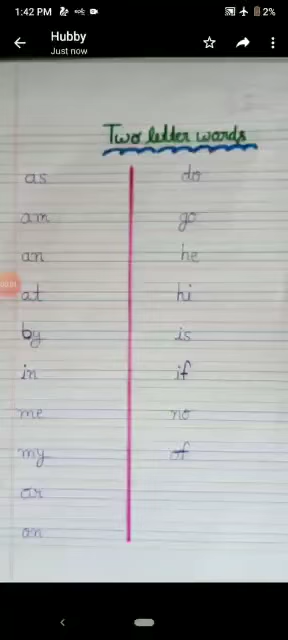 1:42 PM 2%
Hubby
Just now
Two letter words
as do
am go
an he
at hi
by is
in if
me no
my of
or
on